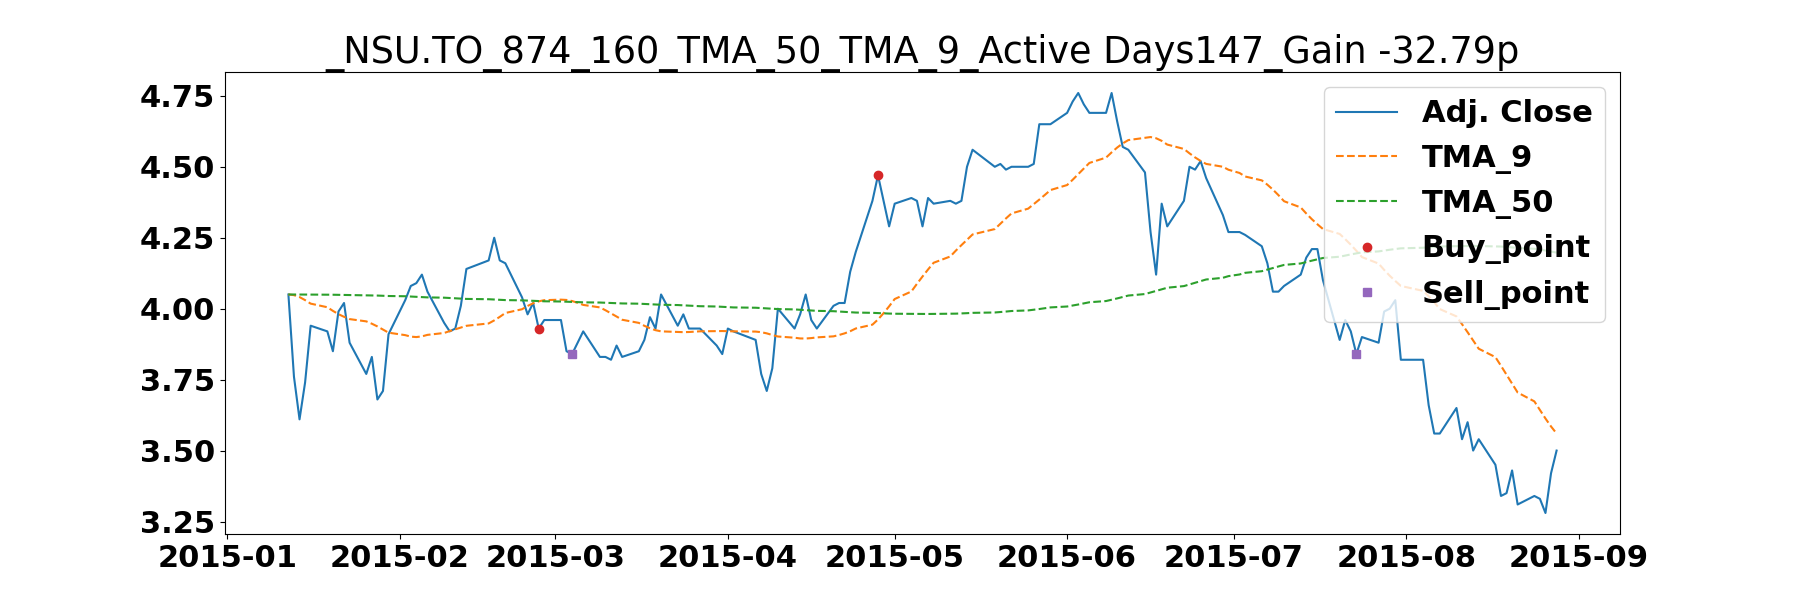 _NSU.TO_874_160_TMA_50_TMA_9_Active Days147_Gain -32.79p
4.75
4.50
4.25
4.00
3.75
3.50
3.25
Adj. Close
TMA_9
TMA_50
Buy_point
Sell_point
2015-01 2015-02 2015-03 2015-04 2015-05 2015-06 2015-07 2015-08 2015-09